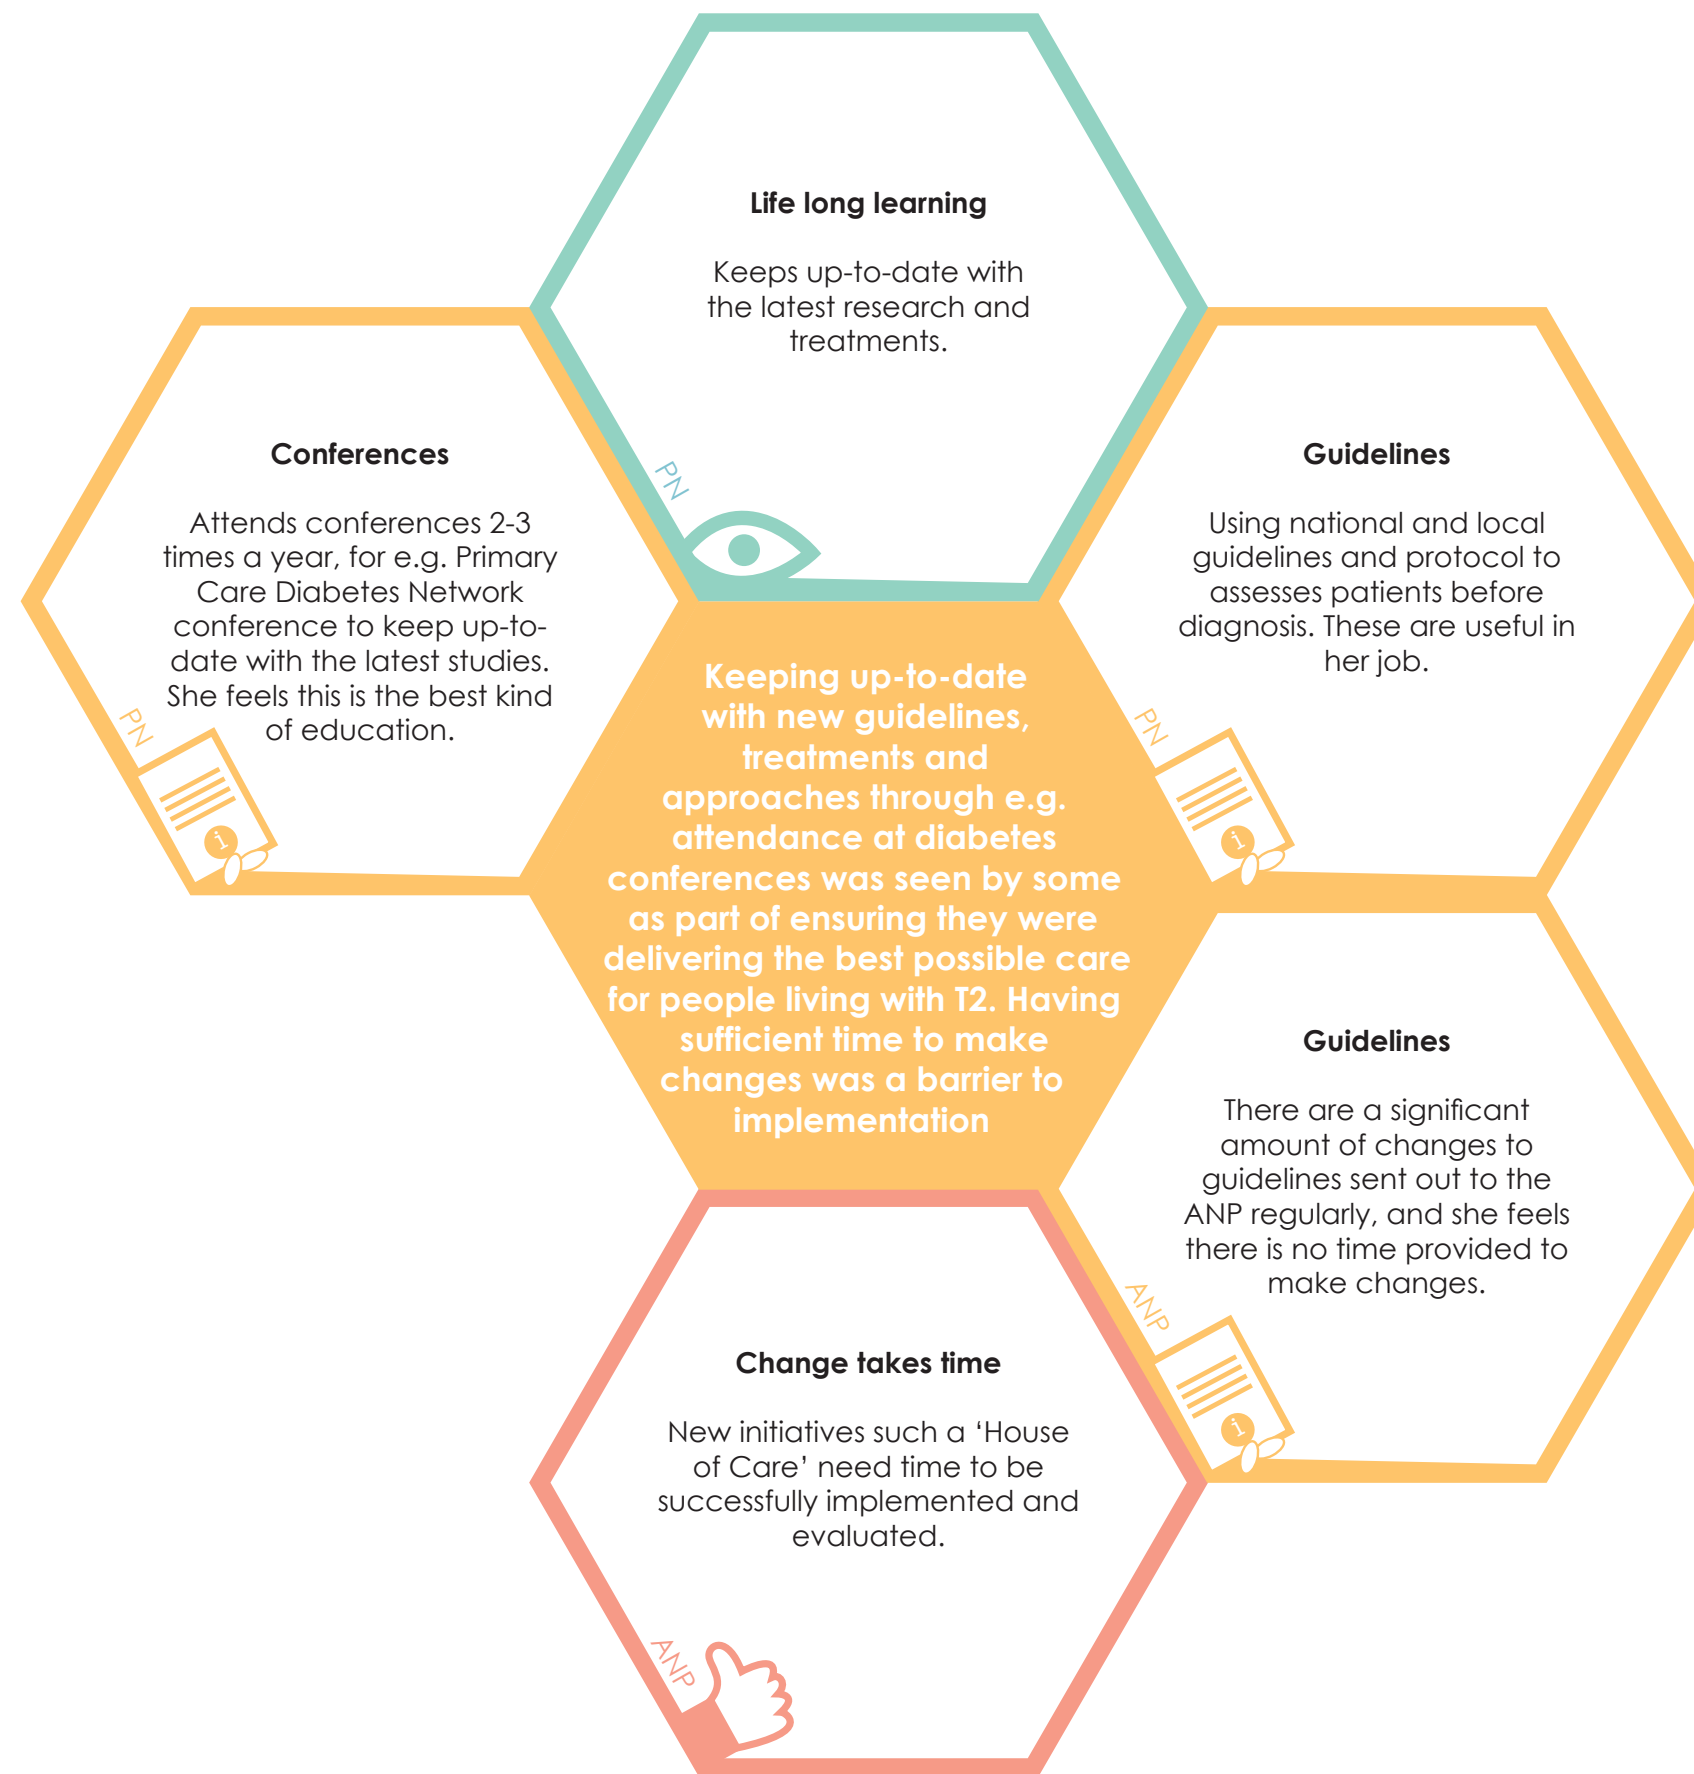 Life long learning
Keeps up-to-date with
the latest research and
treatments.
PN
Conferences
Attends conferences 2-3
times a year, for e.g. Primary
Care Diabetes Network
conference to keep up-to-
date with the latest studies.
She feels this is the best kind
of education.
PN
i
Guidelines
Using national and local
guidelines and protocol to
assesses patients before
diagnosis. These are useful in
her job.
PN
i
Keeping up-to-date
with new guidelines,
treatments and
approaches through e.g.
attendance at diabetes
conferences was seen by some
as part of ensuring they were
delivering the best possible care
for people living with T2. Having
sufficient time to make
changes was a barrier to
implementation
Guidelines
There are a significant
amount of changes to
guidelines sent out to the
ANP regularly, and she feels
there is no time provided to
make changes.
ANP
i
Change takes time
New initiatives such a ‘House
of Care’ need time to be
successfully implemented and
evaluated.
ANP